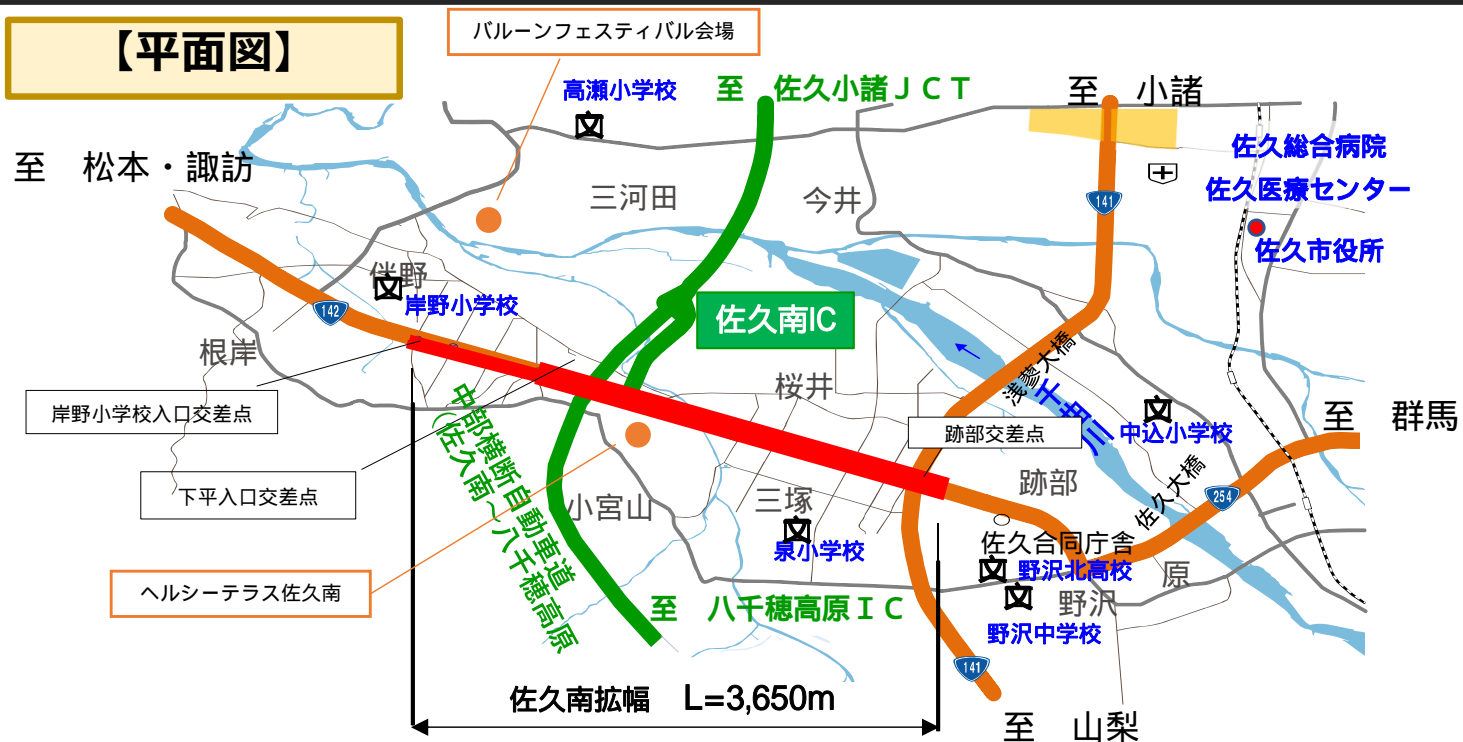 【平面図】
バルーンフェスティバル会場
高瀬小学校
至　佐久小諸ＪＣＴ
至　小諸
至　松本・諏訪
佐久総合病院
佐久医療センター
佐久市役所
三河田
今井
141
伴野
岸野小学校
142
佐久南IC
根岸
桜井
浅蓼大橋
千曲川
岸野小学校入口交差点
跡部交差点
中込小学校
至　群馬
下平入口交差点
中部横断自動車道
（佐久南～八千穂高原
小宮山
三塚
泉小学校
跡部
佐久大橋
254
佐久合同庁舎
野沢北高校
原
野沢
野沢中学校
ヘルシーテラス佐久南
至　八千穂高原ＩＣ
141
佐久南拡幅　L=3,650m
至　山梨